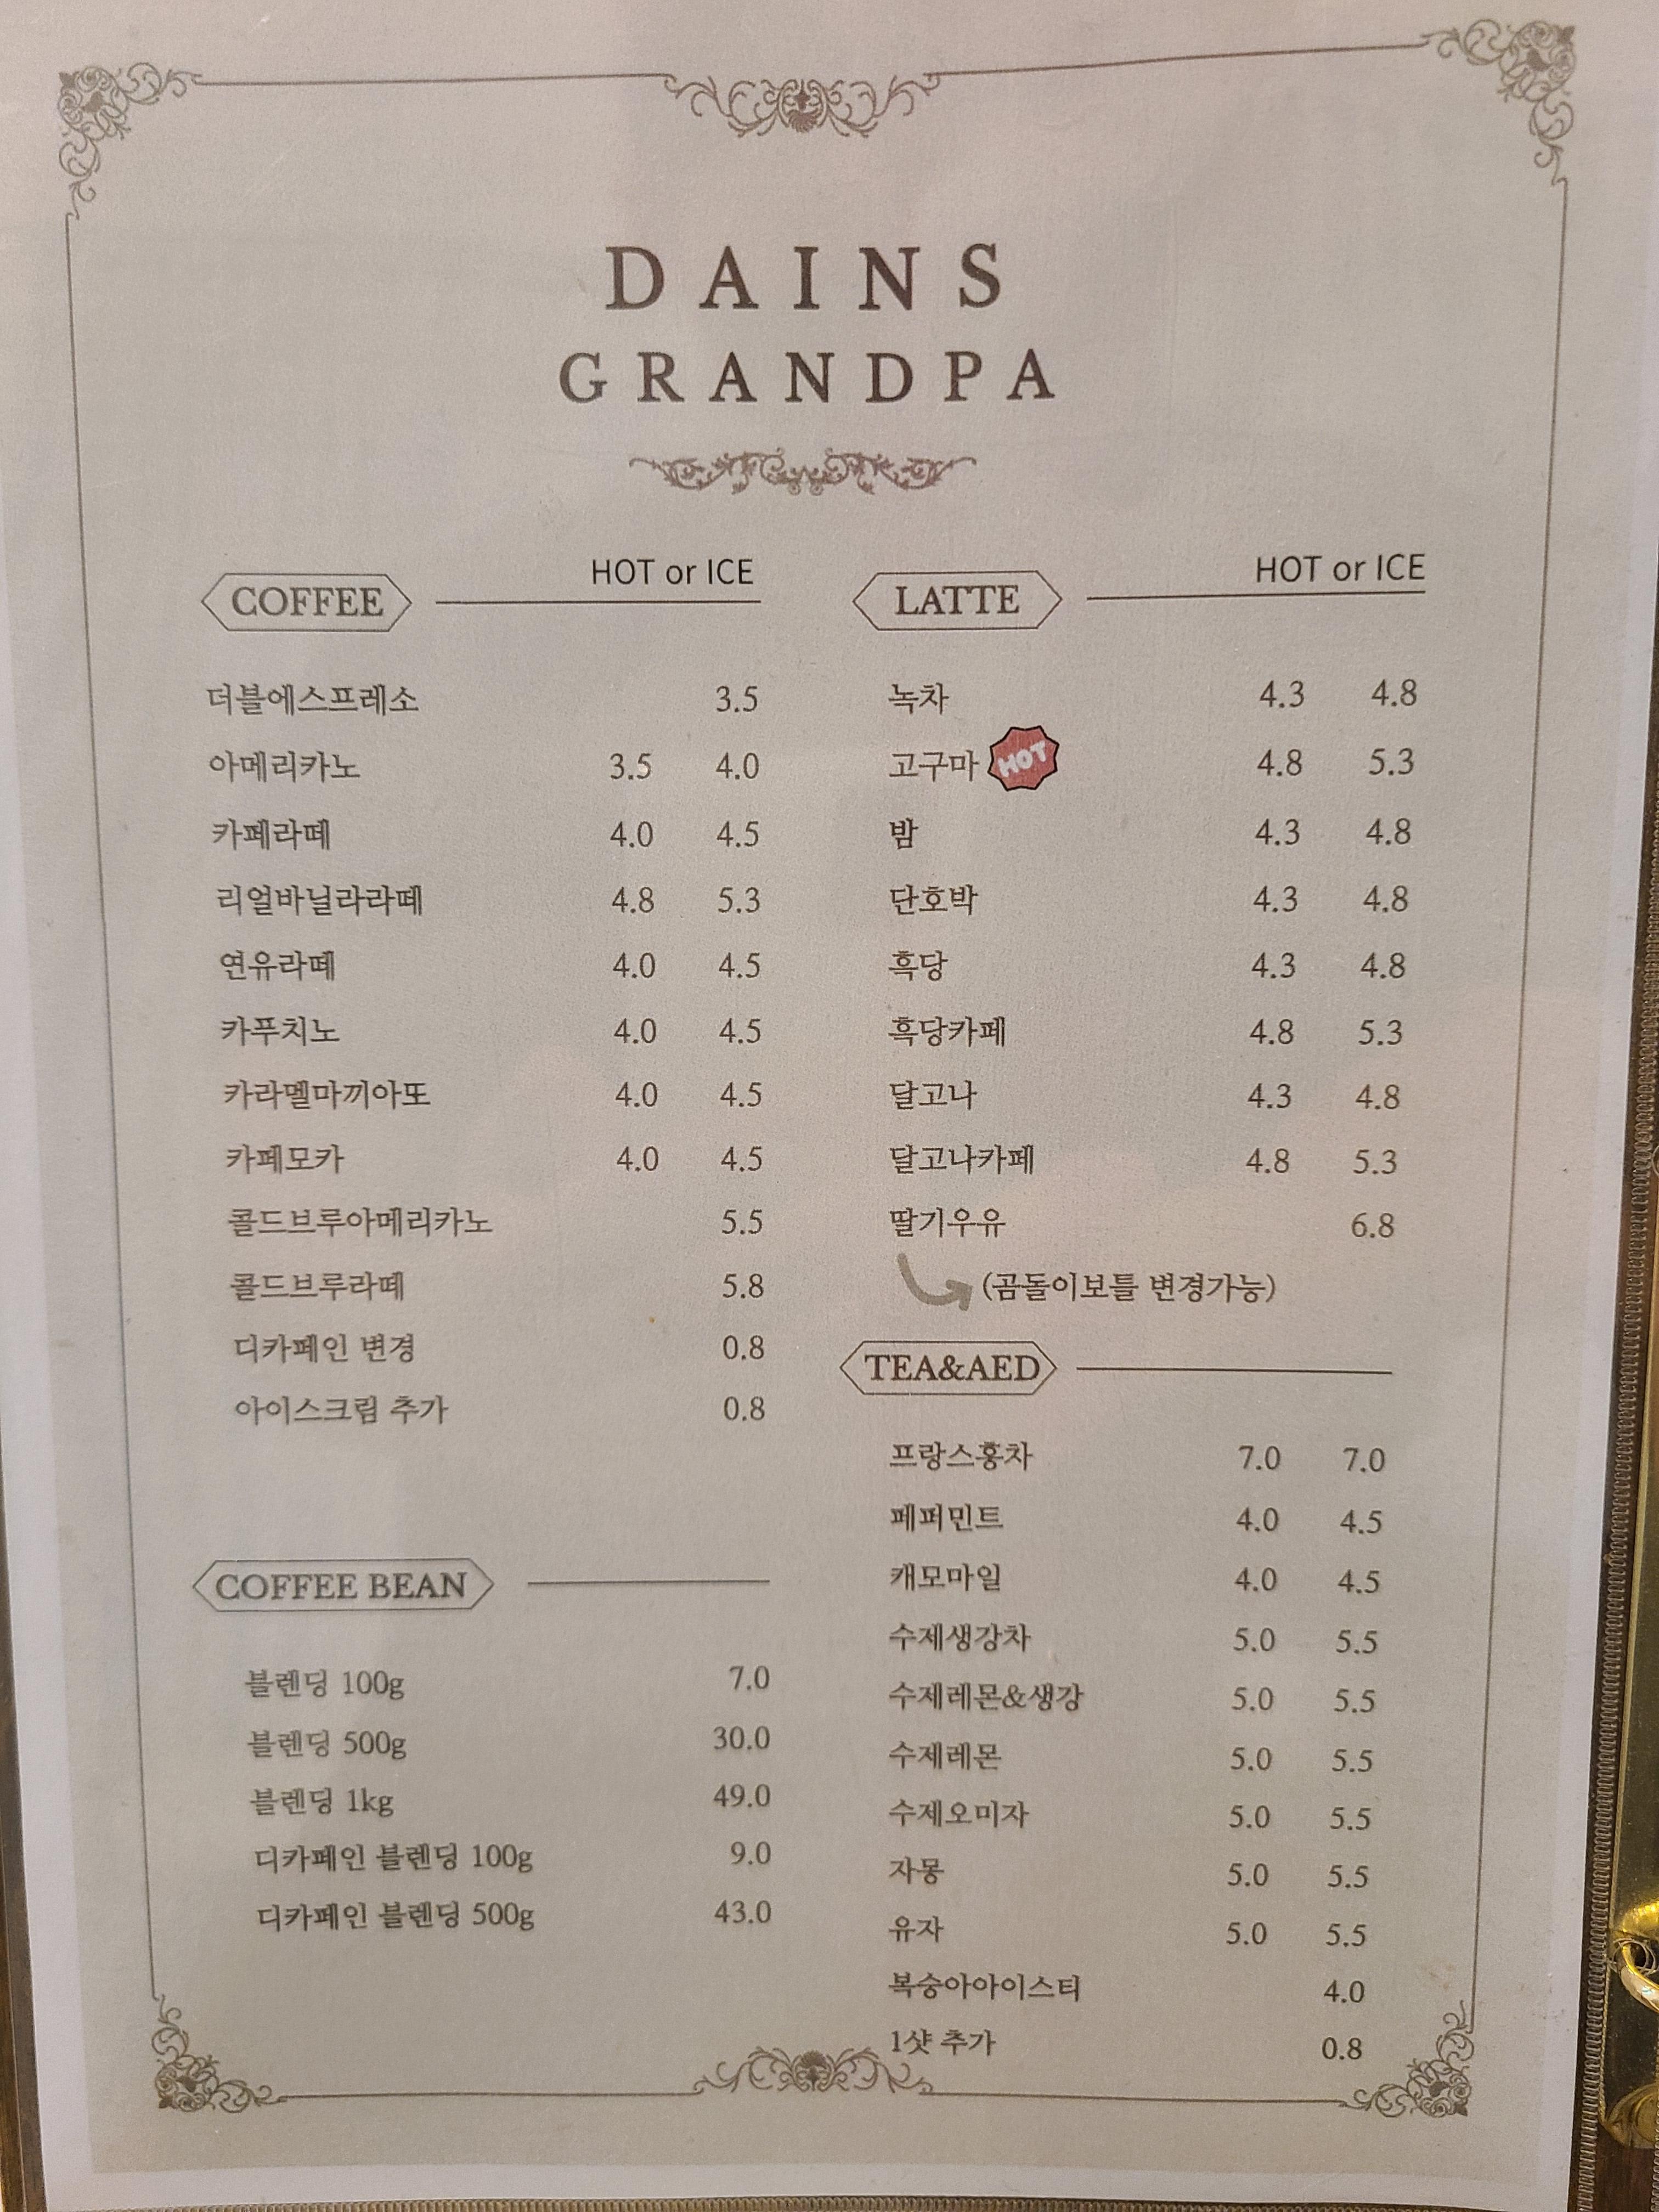 DAINS
GRANDPA
COFFEE HOT or ICE
더블에스프레소 3.5
아메리카노 3.5 4.0
카페라떼 4.0 4.5
리얼바닐라라떼 4.8 5.3
연유라떼 4.0 4.5
카푸치노 4.0 4.5
카라멜마끼아또 4.0 4.5
카페모카 4.0 4.5
콜드브루아메리카노 5.5
콜드브루라떼 5.8
디카페인 변경 0.8
아이스크림 추가 0.8
COFFEE BEAN
블렌딩 100g 7.0
블렌딩 500g 30.0
블렌딩 1kg 49.0
디카페인 블렌딩 100g 9.0
디카페인 블렌딩 500g 43.0
LATTE HOT or ICE
녹차 4.3 4.8
고구마 HOT 4.8 5.3
밤 4.3 4.8
단호박 4.3 4.8
흑당 4.3 4.8
흑당카페 4.8 5.3
달고나 4.3 4.8
달고나카페 4.8 5.3
딸기우유 6.8
(곰돌이보틀 변경가능)
TEA&AED
프랑스홍차 7.0 7.0
페퍼민트 4.0 4.5
캐모마일 4.0 4.5
수제생강차 5.0 5.5
수제레몬&생강 5.0 5.5
수제레몬 5.0 5.5
수제오미자 5.0 5.5
자몽 5.0 5.5
유자 5.0 5.5
복숭아아이스티 4.0
1샷 추가 0.8